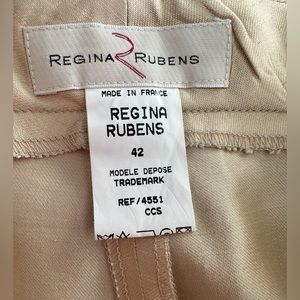 REGINA RUBENS
MADE IN FRANCE
REGINA
RUBENS
42
MODELE DEPOSE
TRADEMARK
REF/4551
CCS